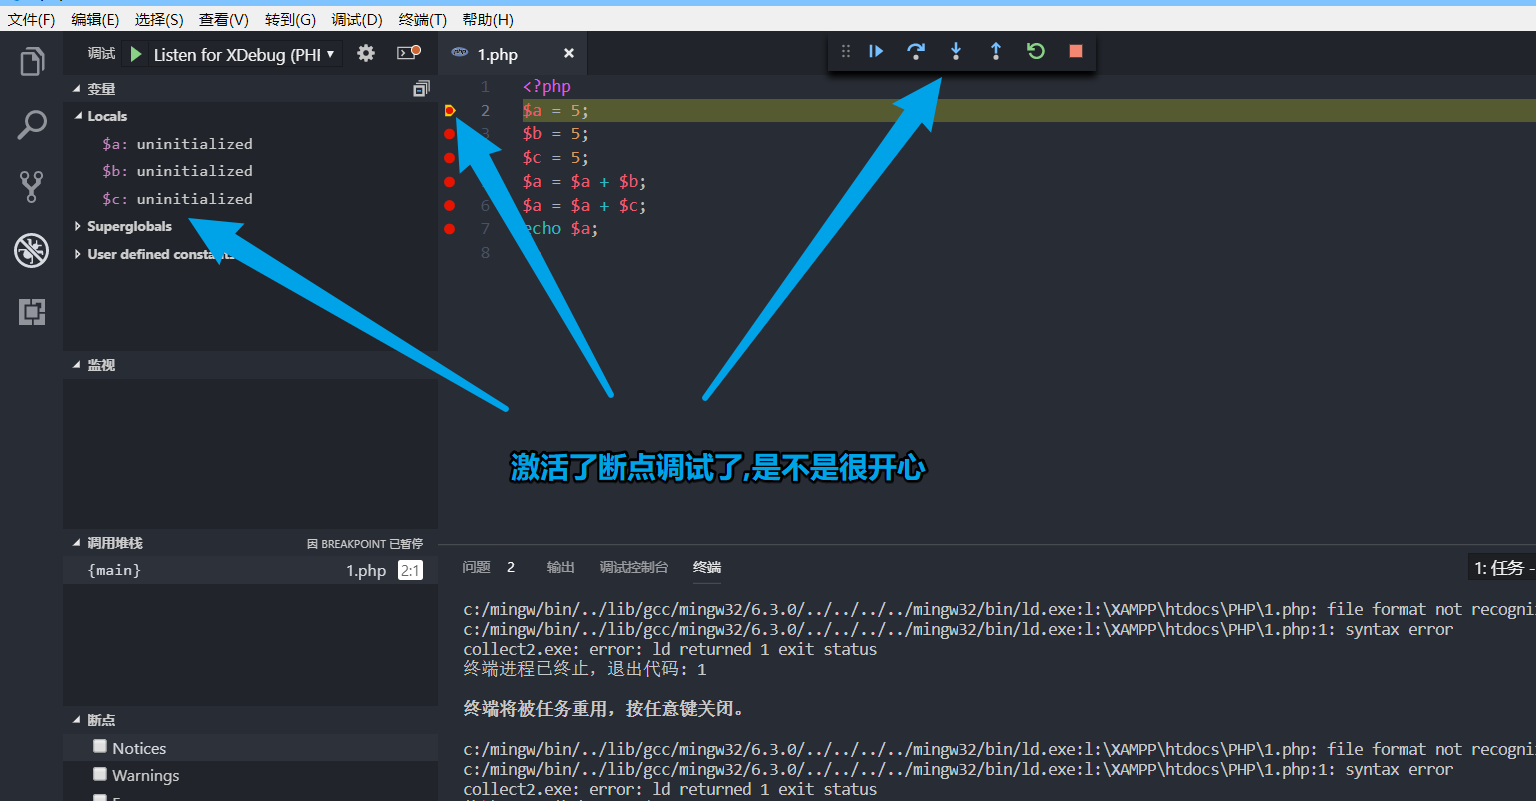 文件(F) 编辑(E) 选择(S) 查看(V) 转到(G) 调试(D) 终端(T) 帮助(H)
调试 Listen for XDebug (PHI
1.php
变量
Locals
$a: uninitialized
$b: uninitialized
$c: uninitialized
Superglobals
User defined constants
监视
调用堆栈 因 BREAKPOINT 已暂停
{main} 1.php 2:1
断点
Notices
Warnings
1 <?php
2 $a = 5;
3 $b = 5;
$c = 5;
$a = $a + $b;
6 $a = $a + $c;
7 echo $a;
8
激活了断点调试了,是不是很开心
问题 2 输出 调试控制台 终端 1: 任务 -
c:/mingw/bin/../lib/gcc/mingw32/6.3.0/../../../../mingw32/bin/ld.exe:l:\XAMPP\htdocs\PHP\1.php: file format not recogni
c:/mingw/bin/../lib/gcc/mingw32/6.3.0/../../../../mingw32/bin/ld.exe:l:\XAMPP\htdocs\PHP\1.php:1: syntax error
collect2.exe: error: ld returned 1 exit status
终端进程已终止，退出代码: 1
终端将被任务重用，按任意键关闭。
c:/mingw/bin/../lib/gcc/mingw32/6.3.0/../../../../mingw32/bin/ld.exe:l:\XAMPP\htdocs\PHP\1.php: file format not recogni
c:/mingw/bin/../lib/gcc/mingw32/6.3.0/../../../../mingw32/bin/ld.exe:l:\XAMPP\htdocs\PHP\1.php:1: syntax error
collect2.exe: error: ld returned 1 exit status